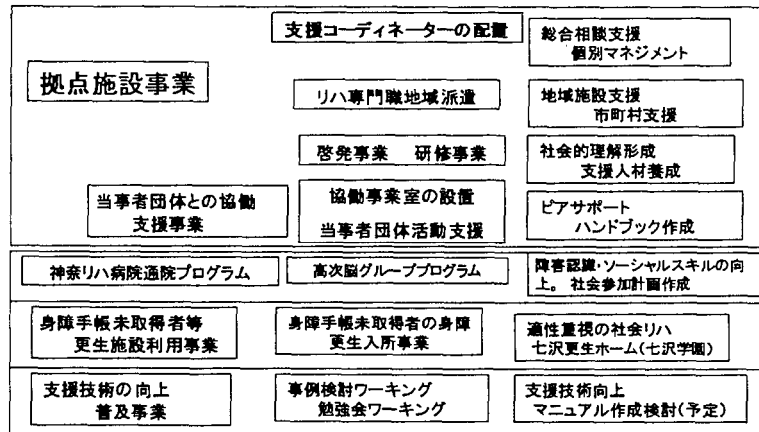 支援コーディネーターの配置
総合相談支援
個別マネジメント
拠点施設事業
リハ専門職地域派遣
地域施設支援
市町村支援
啓発事業 研修事業
社会的理解形成
支援人材養成
当事者団体との協働
支援事業
協働事業室の設置
当事者団体活動支援
ピアサポート
ハンドブック作成
神奈リハ病院通院プログラム
高次脳グループプログラム
障害認識・ソーシャルスキルの向
上。 社会参加計画作成
身障手帳未取得者等
更生施設利用事業
身障手帳未取得者の身障
更生入所事業
適性重視の社会リハ
七沢更生ホーム(七沢学園)
支援技術の向上
普及事業
事例検討ワーキング
勉強会ワーキング
支援技術向上
マニュアル作成検討(予定)